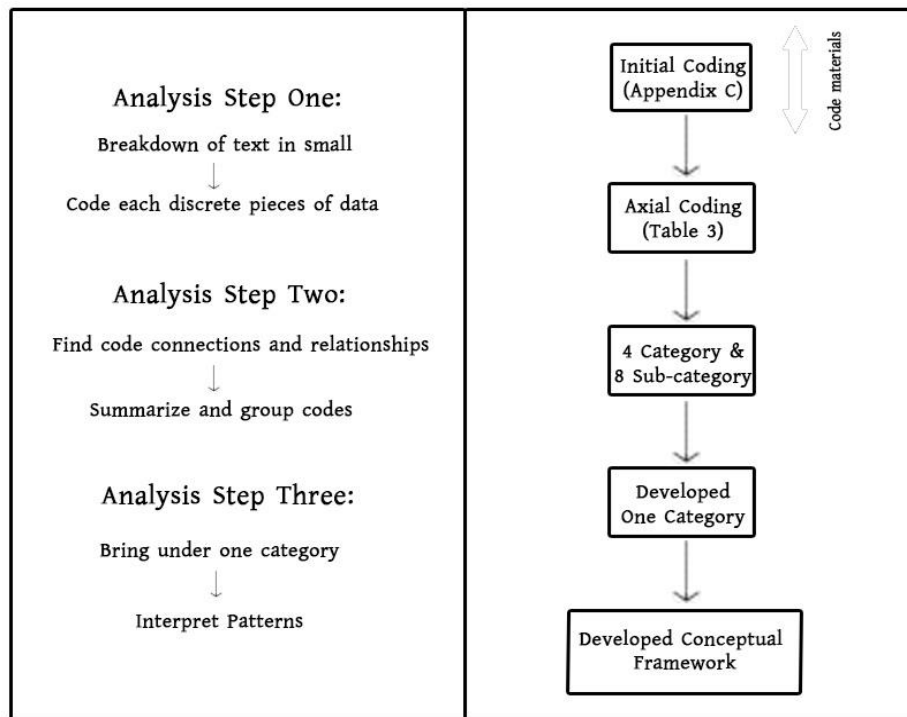 Analysis Step One:
Breakdown of text in small
Code each discrete pieces of data
Analysis Step Two:
Find code connections and relationships
Summarize and group codes
Analysis Step Three:
Bring under one category
Interpret Patterns
Initial Coding
(Appendix C)
Code materials
Axial Coding
(Table 3)
4 Category &
8 Sub-category
Developed
One Category
Developed Conceptual
Framework